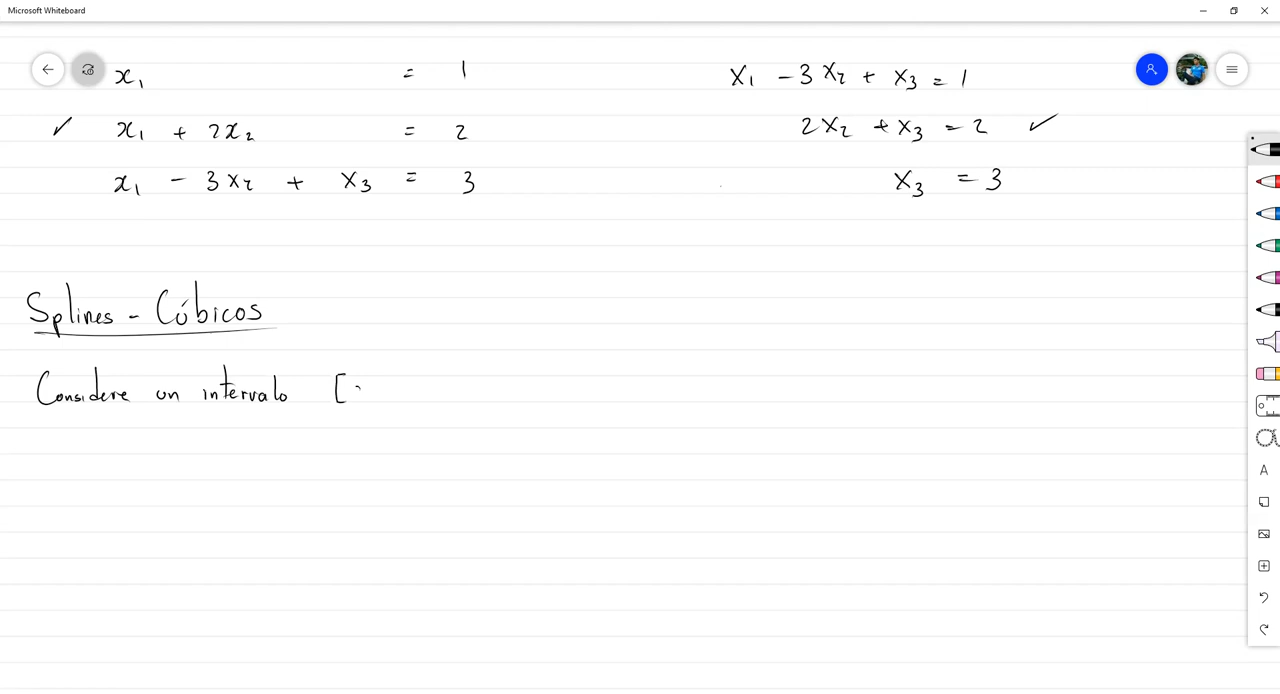 Microsoft Whiteboard
x₁ = 1
✓ x₁ + 2x₂ = 2
x₁ - 3x₂ + x₃ = 3
x₁ - 3x₂ + x₃ = 1
2x₂ + x₃ = 2 ✓
x₃ = 3
Splines - Cúbicos
Considere un intervalo [
A